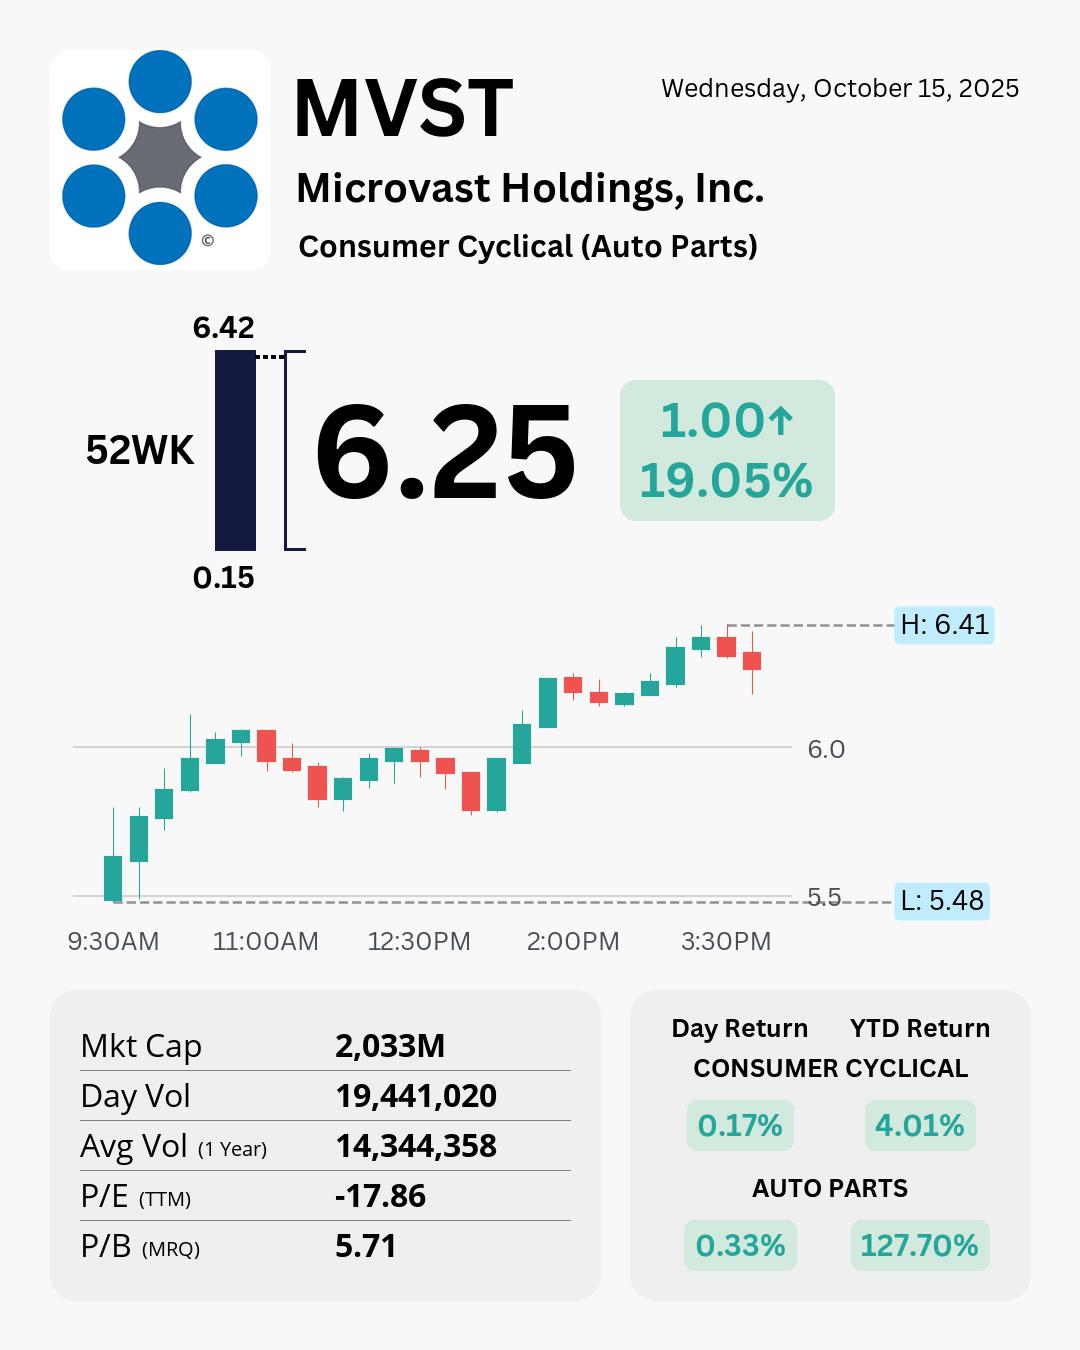 MVST
Wednesday, October 15, 2025
Microvast Holdings, Inc.
Consumer Cyclical (Auto Parts)
©
6.42
52WK
6.25
1.00↑
19.05%
0.15
H: 6.41
6.0
5.5
L: 5.48
9:30AM 11:00AM 12:30PM 2:00PM 3:30PM
Mkt Cap 2,033M
Day Vol 19,441,020
Avg Vol (1 Year) 14,344,358
P/E (TTM) -17.86
P/B (MRQ) 5.71
Day Return YTD Return
CONSUMER CYCLICAL
0.17% 4.01%
AUTO PARTS
0.33% 127.70%